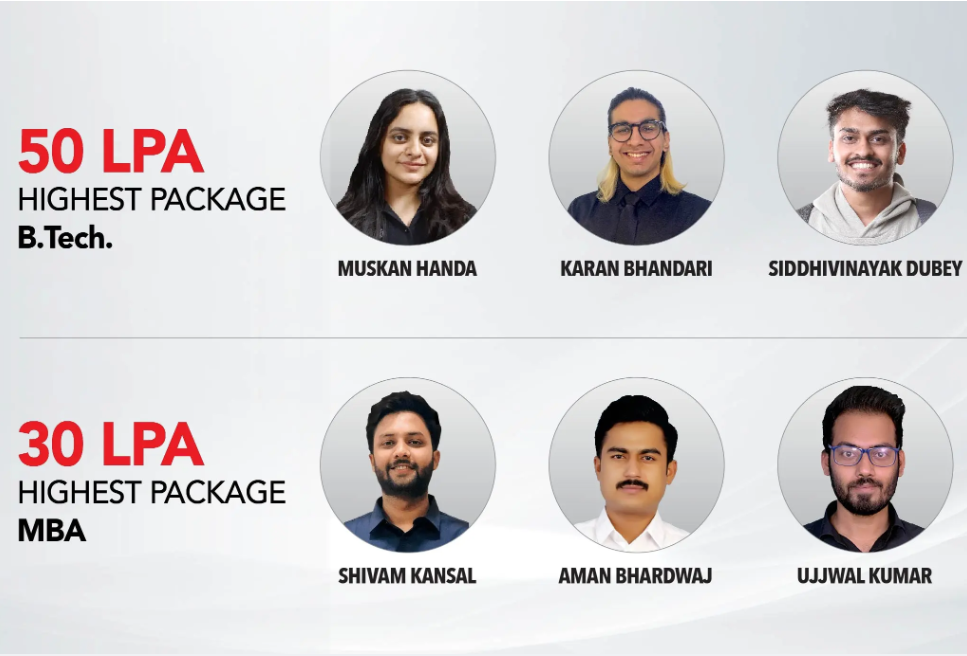 50 LPA
HIGHEST PACKAGE
B.Tech.
MUSKAN HANDA
KARAN BHANDARI
SIDDHIVINAYAK DUBEY
30 LPA
HIGHEST PACKAGE
MBA
SHIVAM KANSAL
AMAN BHARDWAJ
UJJWAL KUMAR